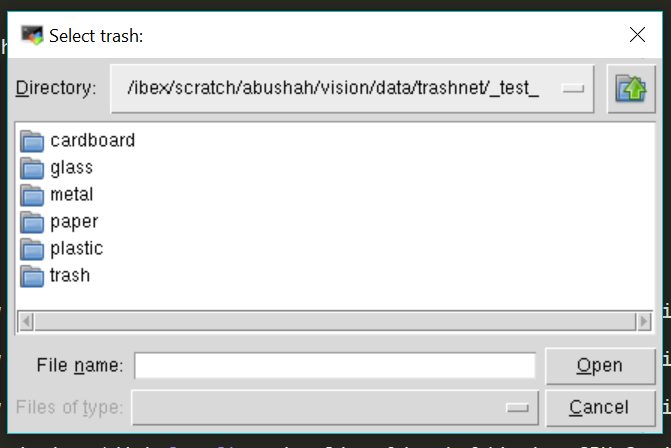 Select trash:
Directory: /ibex/scratch/abushah/vision/data/trashnet/_test_
cardboard
glass
metal
paper
plastic
trash
File name: Open
Files of type: Cancel